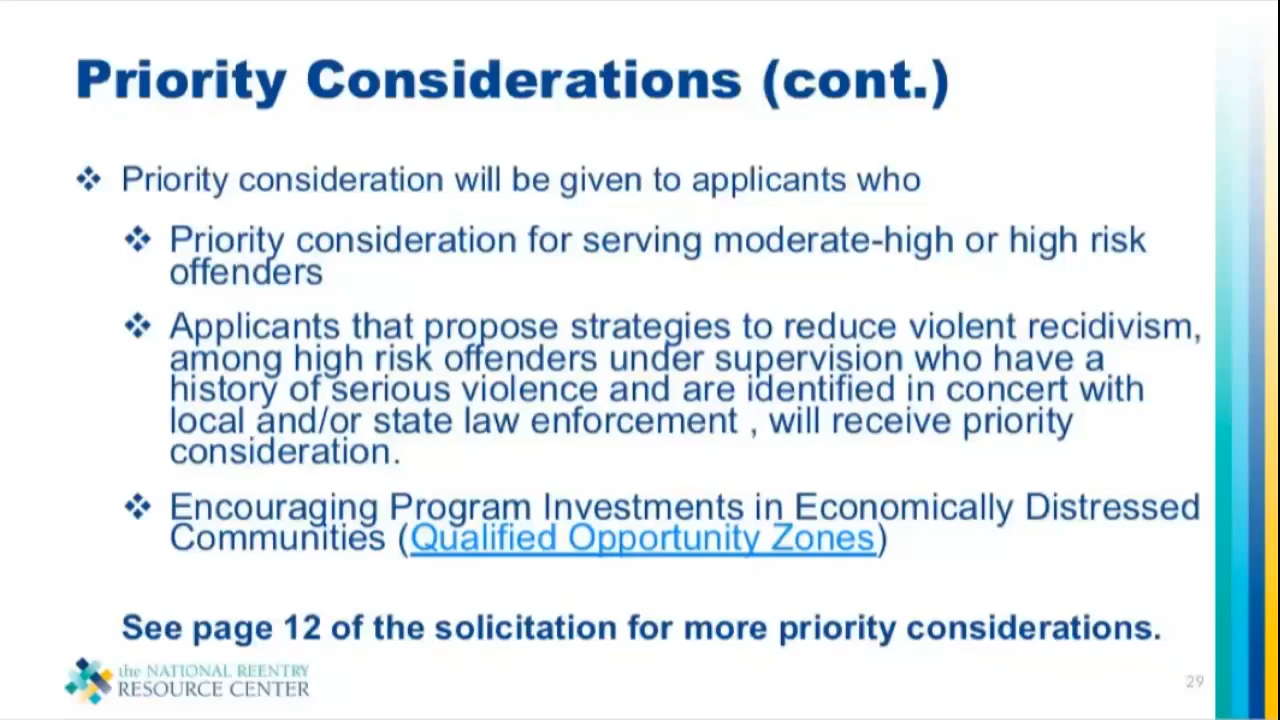 Priority Considerations (cont.)
❖ Priority consideration will be given to applicants who
❖ Priority consideration for serving moderate-high or high risk
offenders
❖ Applicants that propose strategies to reduce violent recidivism,
among high risk offenders under supervision who have a
history of serious violence and are identified in concert with
local and/or state law enforcement , will receive priority
consideration.
❖ Encouraging Program Investments in Economically Distressed
Communities (Qualified Opportunity Zones)
See page 12 of the solicitation for more priority considerations.
the NATIONAL REENTRY
RESOURCE CENTER
29